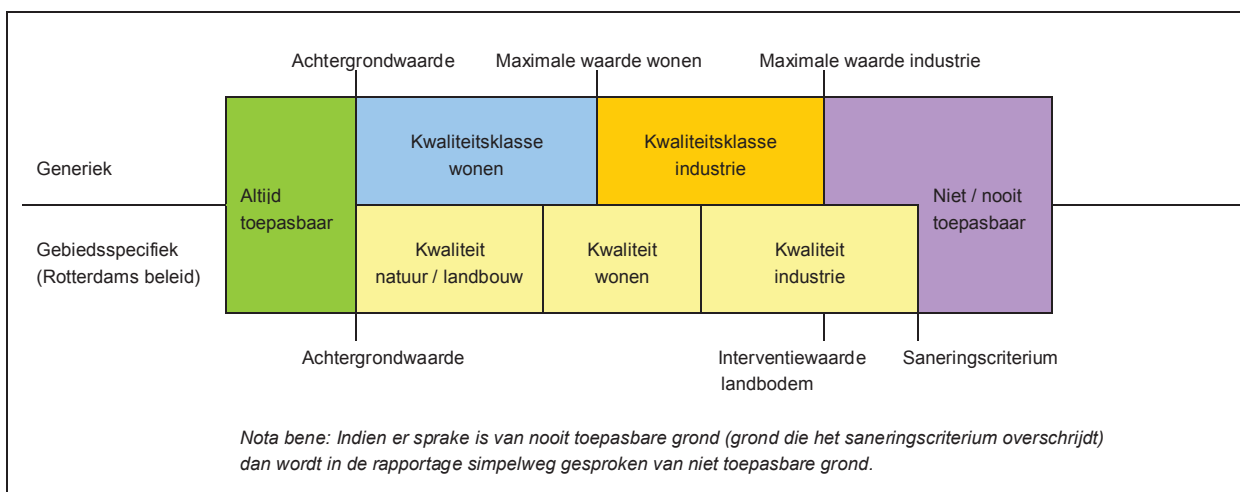 Achtergrondwaarde Maximale waarde wonen Maximale waarde industrie
Generiek
Altijd
toepasbaar
Kwaliteitsklasse
wonen
Kwaliteitsklasse
industrie
Niet / nooit
toepasbaar
Gebiedsspecifiek
(Rotterdams beleid)
Kwaliteit
natuur / landbouw
Kwaliteit
wonen
Kwaliteit
industrie
Achtergrondwaarde
Interventiewaarde
landbodem
Saneringscriterium
Nota bene: Indien er sprake is van nooit toepasbare grond (grond die het saneringscriterium overschrijdt)
dan wordt in de rapportage simpelweg gesproken van niet toepasbare grond.